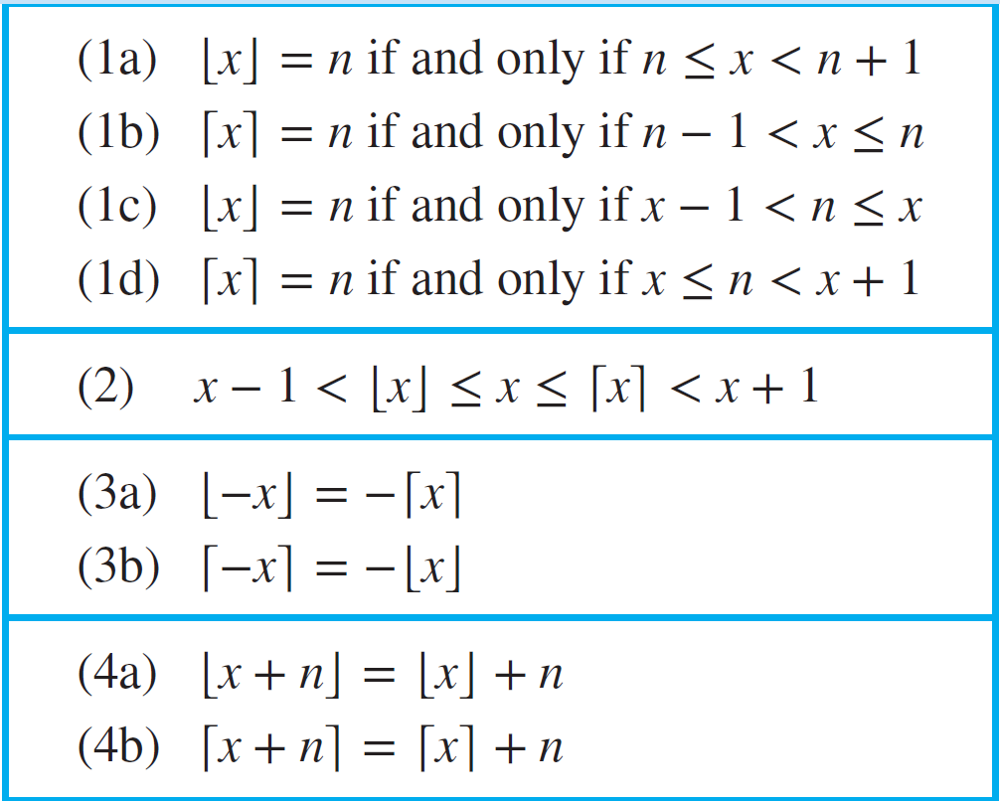 (1a) ⌊x⌋ = n if and only if n ≤ x < n + 1
(1b) ⌈x⌉ = n if and only if n − 1 < x ≤ n
(1c) ⌊x⌋ = n if and only if x − 1 < n ≤ x
(1d) ⌈x⌉ = n if and only if x ≤ n < x + 1
(2) x − 1 < ⌊x⌋ ≤ x ≤ ⌈x⌉ < x + 1
(3a) ⌊−x⌋ = −⌈x⌉
(3b) ⌈−x⌉ = −⌊x⌋
(4a) ⌊x + n⌋ = ⌊x⌋ + n
(4b) ⌈x + n⌉ = ⌈x⌉ + n